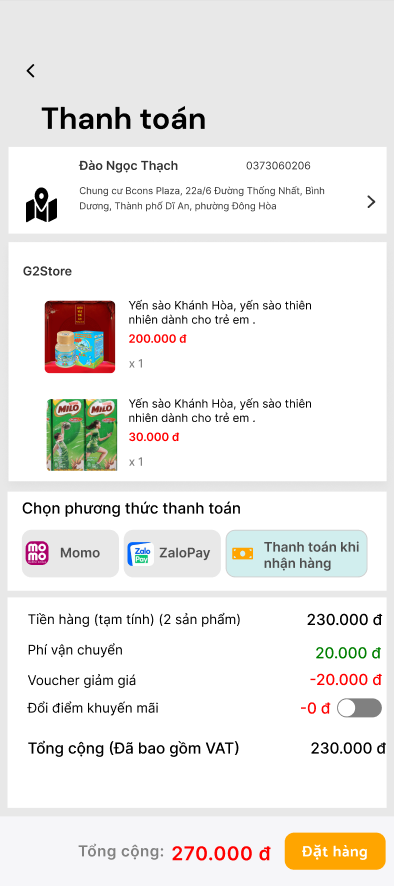 Thanh toán
Đào Ngọc Thạch 0373060206
Chung cư Bcons Plaza, 22a/6 Đường Thống Nhất, Bình
Dương, Thành phố Dĩ An, phường Đông Hòa
G2Store
Yến sào Khánh Hòa, yến sào thiên
nhiên dành cho trẻ em .
200.000 đ
x 1
MILO MILO
Yến sào Khánh Hòa, yến sào thiên
nhiên dành cho trẻ em .
30.000 đ
x 1
Chọn phương thức thanh toán
mo
mo
Momo
Zalo
Pay
ZaloPay
Thanh toán khi
nhận hàng
Tiền hàng (tạm tính) (2 sản phẩm) 230.000 đ
Phí vận chuyển 20.000 đ
Voucher giảm giá -20.000 đ
Đổi điểm khuyến mãi -0 đ
Tổng cộng (Đã bao gồm VAT) 230.000 đ
Tổng cộng: 270.000 đ Đặt hàng